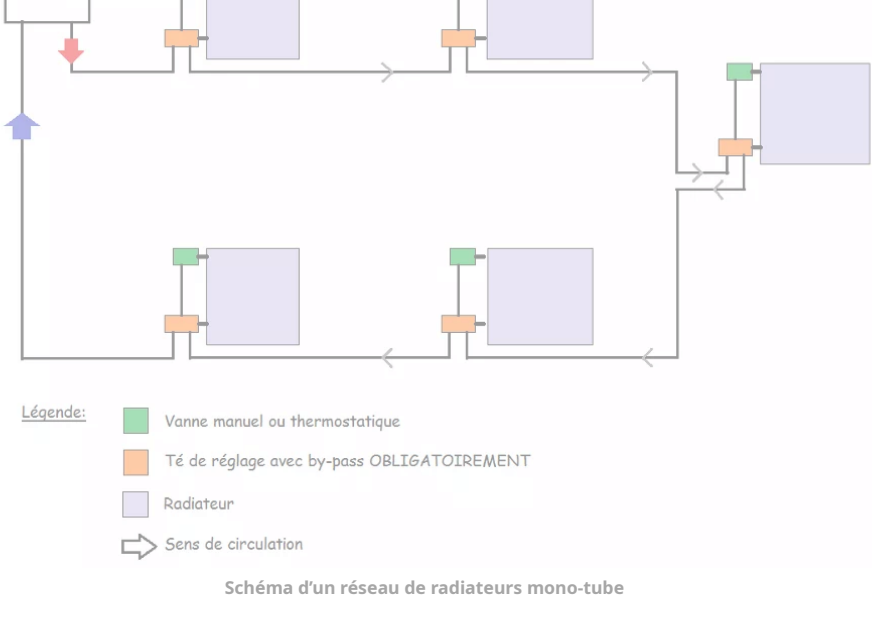 Légende:
Vanne manuel ou thermostatique
Té de réglage avec by-pass OBLIGATOIREMENT
Radiateur
Sens de circulation
Schéma d’un réseau de radiateurs mono-tube